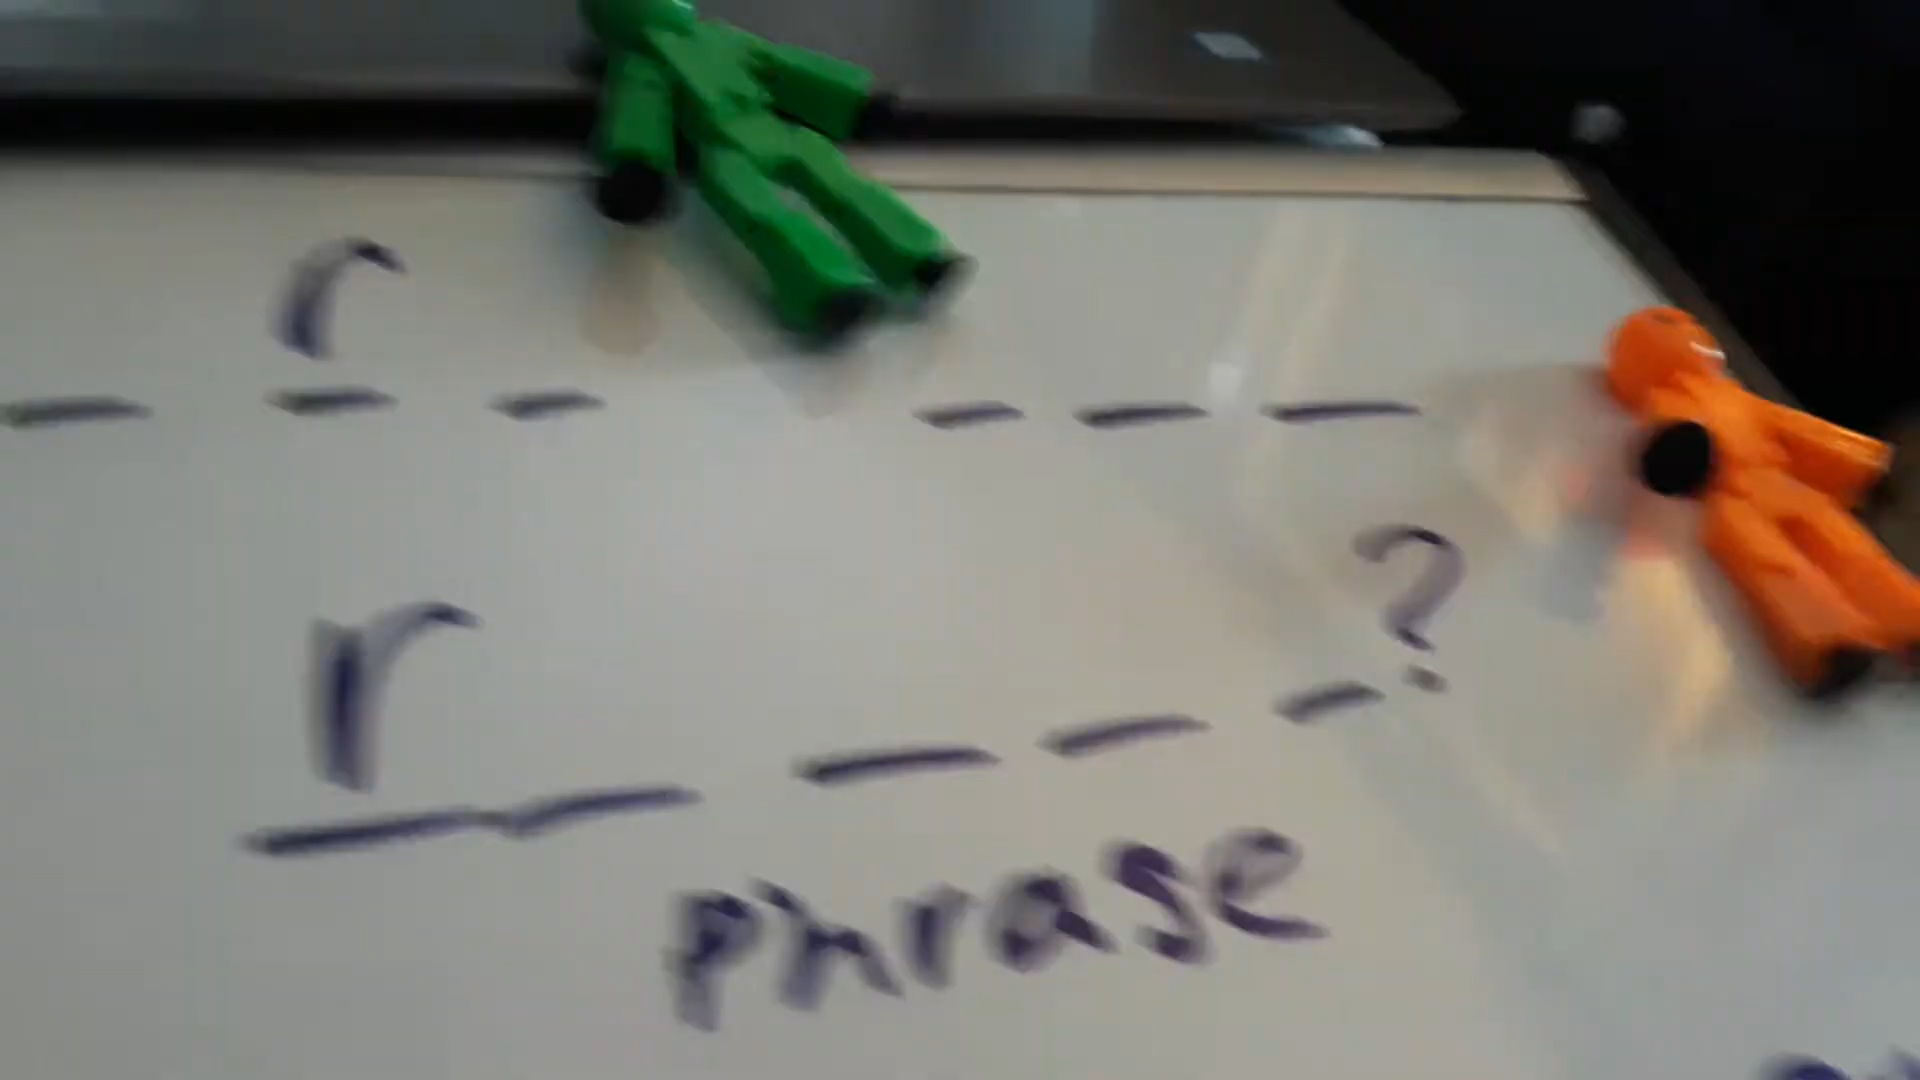 _ r _ _ _ _
r _ _ _ _ ?
phrase